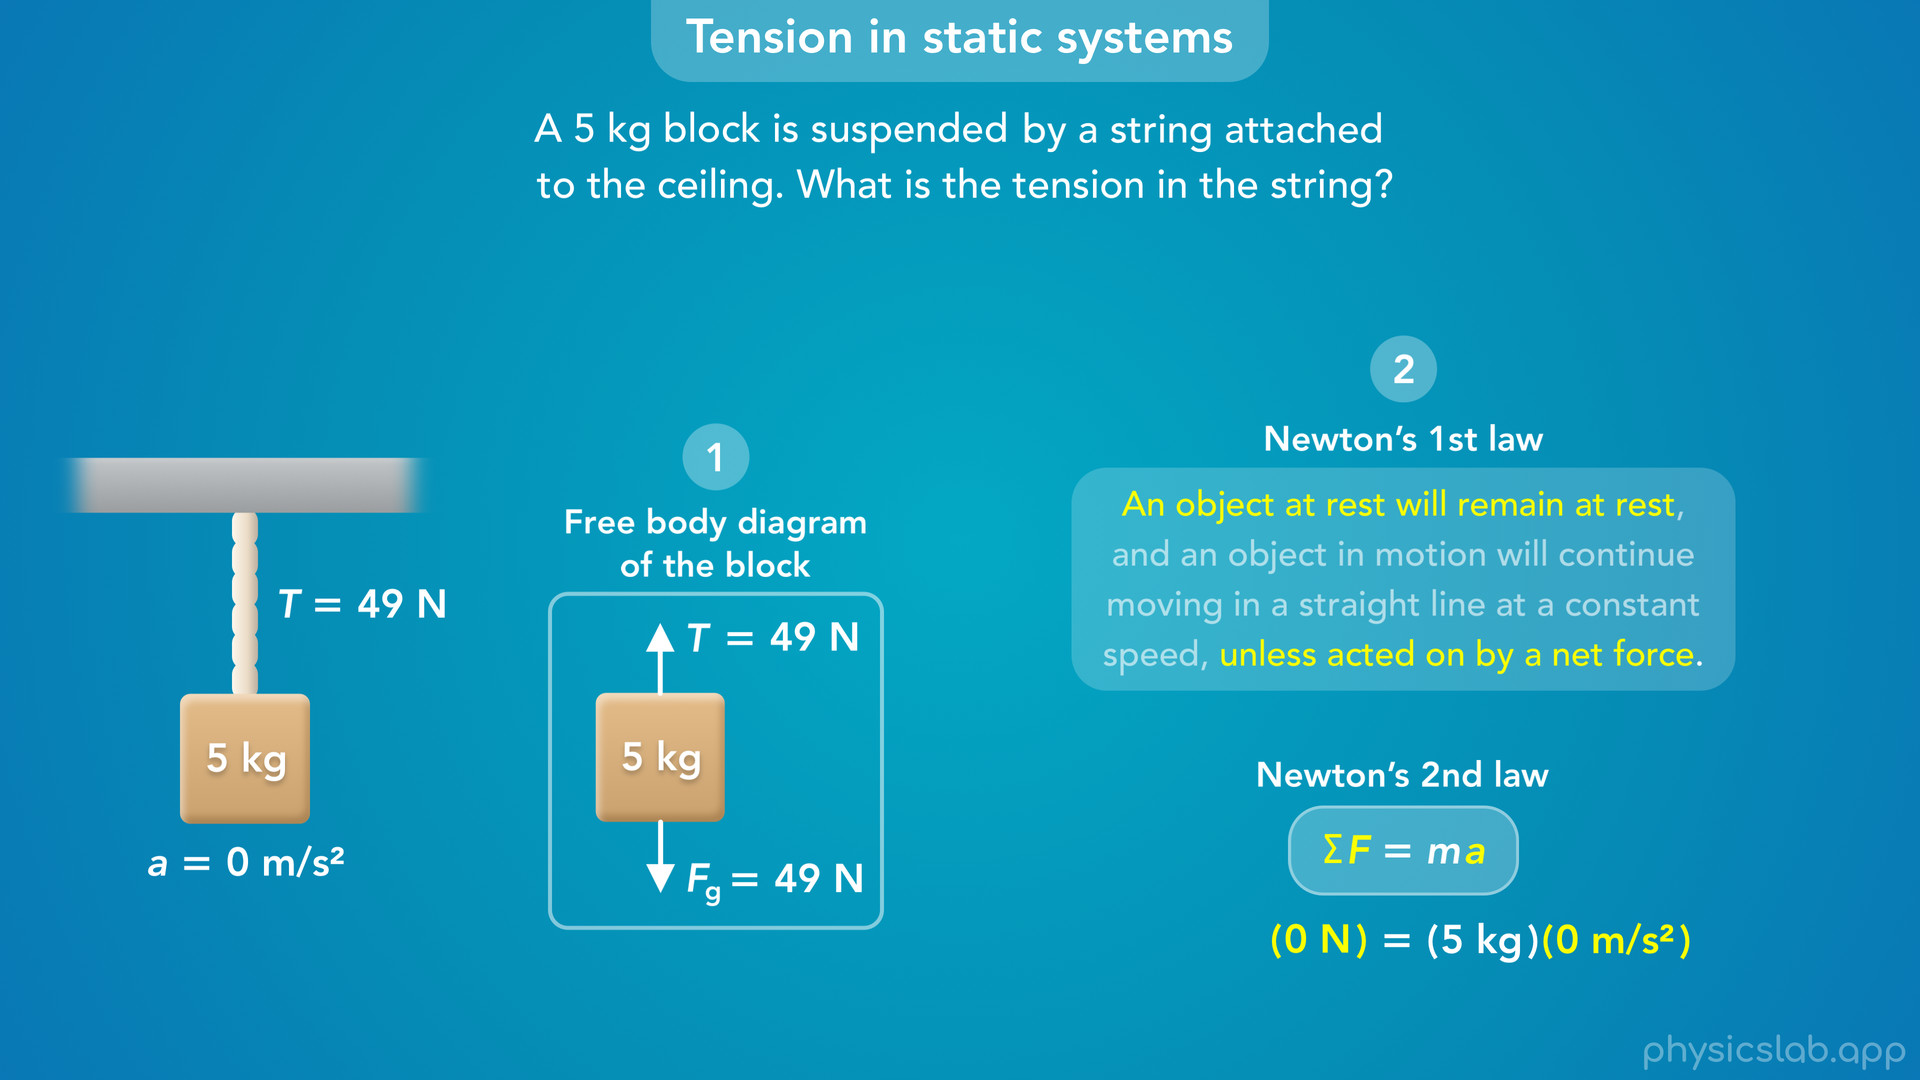 Tension in static systems
A 5 kg block is suspended by a string attached
to the ceiling. What is the tension in the string?
T = 49 N
5 kg
a = 0 m/s²
1
Free body diagram
of the block
T = 49 N
5 kg
Fg = 49 N
2
Newton’s 1st law
An object at rest will remain at rest,
and an object in motion will continue
moving in a straight line at a constant
speed, unless acted on by a net force.
Newton’s 2nd law
ΣF = ma
(0 N) = (5 kg)(0 m/s²)
physicslab.app